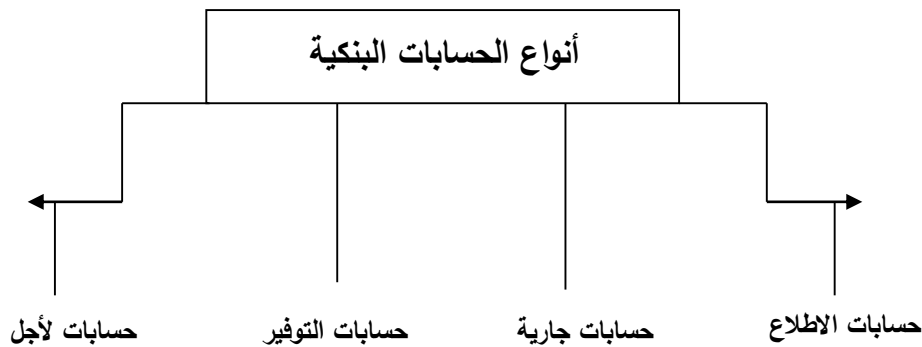 أنواع الحسابات البنكية
حسابات الاطلاع
حسابات جارية
حسابات التوفير
حسابات لأجل